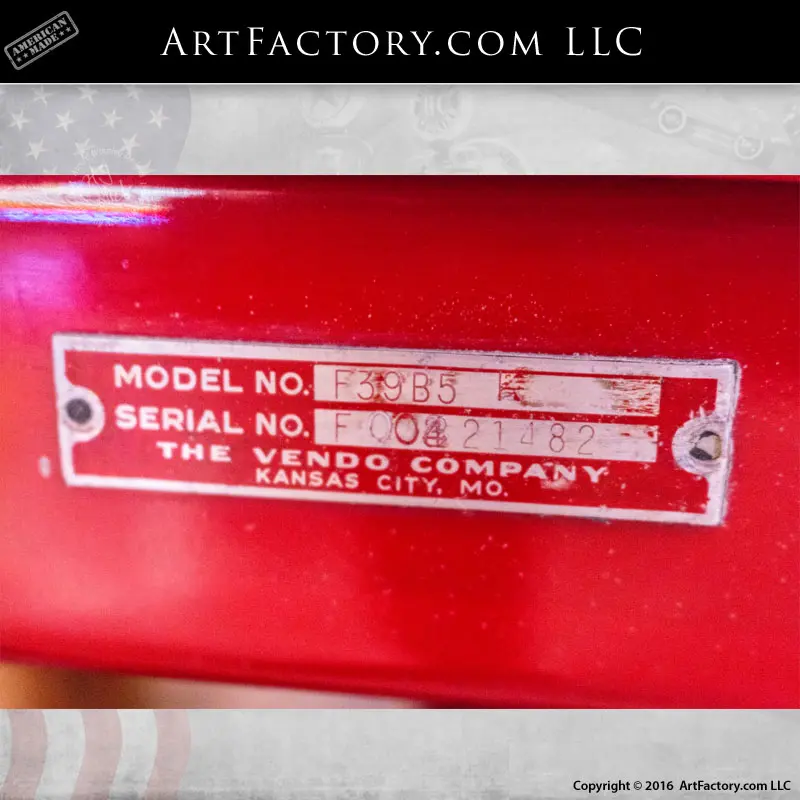 AMERICAN
MADE
ARTFACTORY.COM LLC
MODEL NO. F39B5
SERIAL NO.
THE VENDO COMPANY
KANSAS CITY, MO.
Copyright © 2016 ArtFactory.com LLC